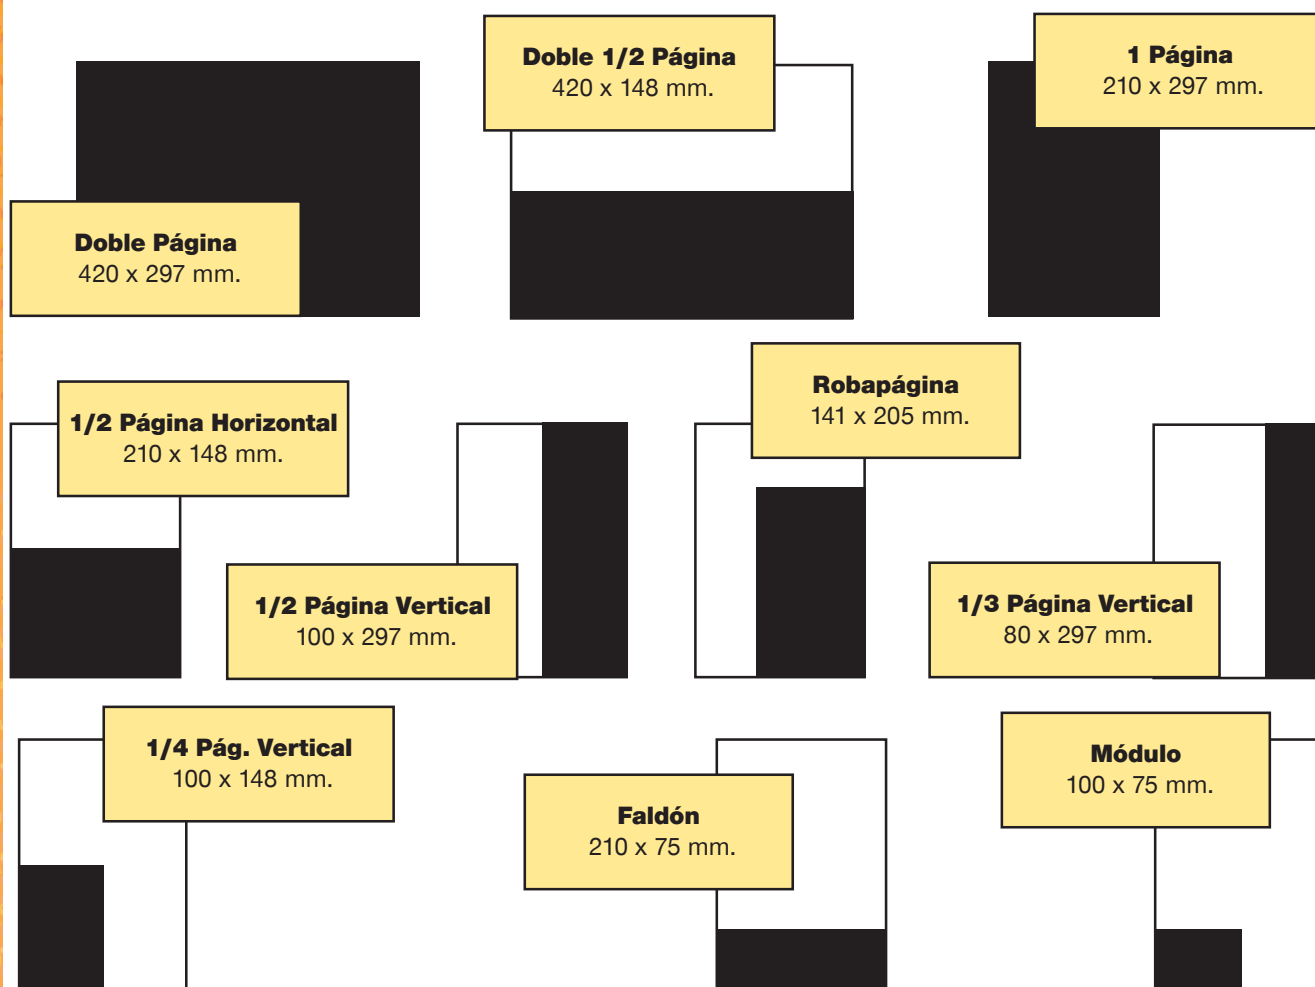 Doble Página
420 x 297 mm.
Doble 1/2 Página
420 x 148 mm.
1 Página
210 x 297 mm.
1/2 Página Horizontal
210 x 148 mm.
1/2 Página Vertical
100 x 297 mm.
Robapágina
141 x 205 mm.
1/3 Página Vertical
80 x 297 mm.
1/4 Pág. Vertical
100 x 148 mm.
Faldón
210 x 75 mm.
Módulo
100 x 75 mm.